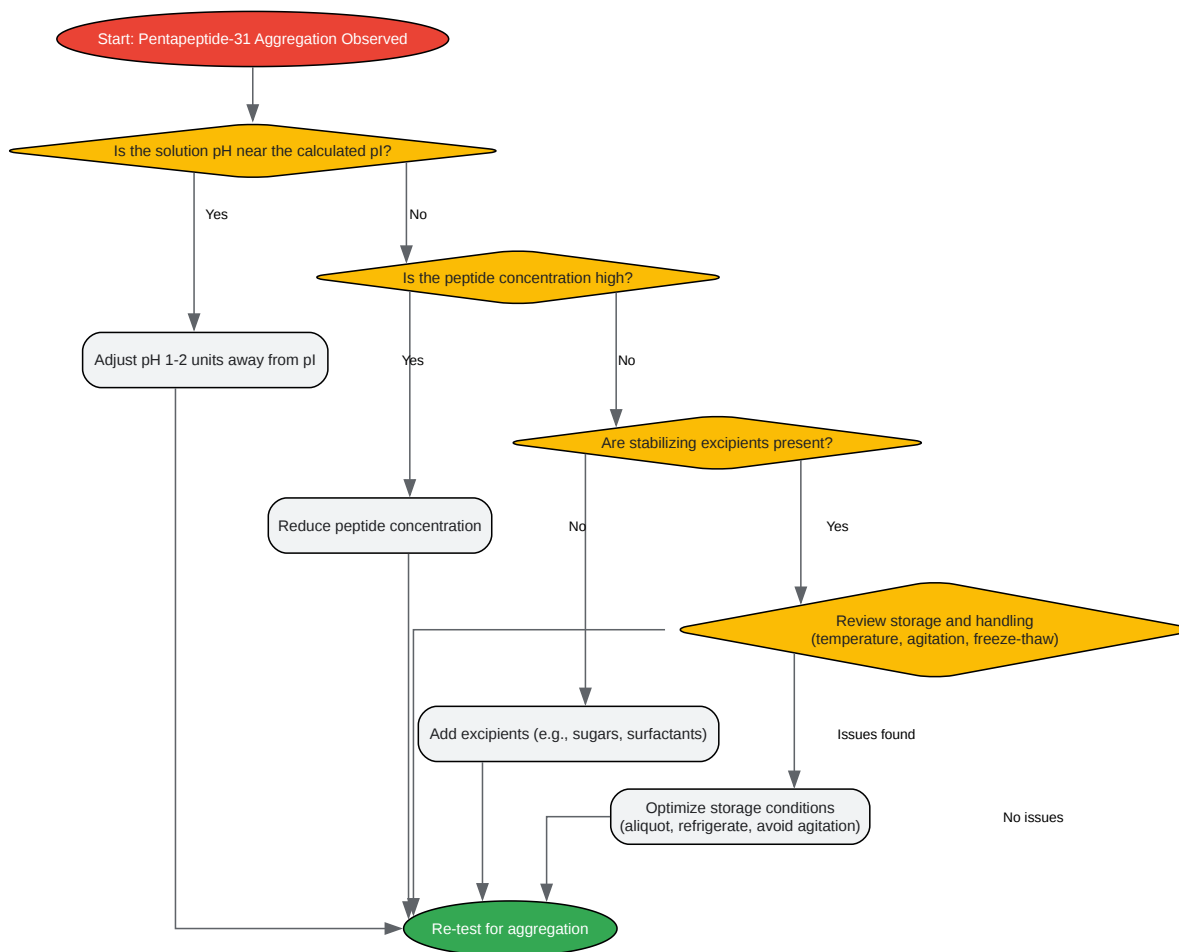 Start: Pentapeptide-31 Aggregation Observed
Is the solution pH near the calculated pI?
Yes
No
Is the peptide concentration high?
Adjust pH 1-2 units away from pI
Yes
No
Are stabilizing excipients present?
Reduce peptide concentration
No
Yes
Review storage and handling
(temperature, agitation, freeze-thaw)
Add excipients (e.g., sugars, surfactants)
Issues found
Optimize storage conditions
(aliquot, refrigerate, avoid agitation)
No issues
Re-test for aggregation